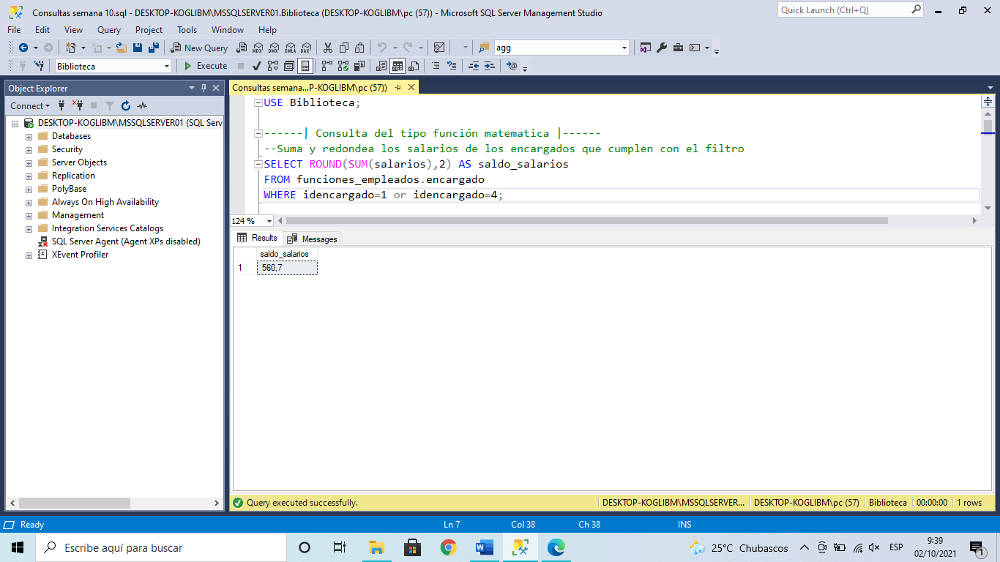 Consultas semana 10.sql - DESKTOP-KOGLIBM\MSSQLSERVER01.Biblioteca (DESKTOP-KOGLIBM\pc (57)) - Microsoft SQL Server Management Studio
Quick Launch (Ctrl+Q)
File Edit View Query Project Tools Window Help
New Query MDX DMX XMLA DAX agg
Biblioteca Execute
Object Explorer
Consultas semana...P-KOGLIBM\pc (57))
Connect
DESKTOP-KOGLIBM\MSSQLSERVER01 (SQL Serv
Databases
Security
Server Objects
Replication
PolyBase
Always On High Availability
Management
Integration Services Catalogs
SQL Server Agent (Agent XPs disabled)
XEvent Profiler
USE Biblioteca;
------| Consulta del tipo función matematica |------
--Suma y redondea los salarios de los encargados que cumplen con el filtro
SELECT ROUND(SUM(salarios),2) AS saldo_salarios
FROM funciones_empleados.encargado
WHERE idencargado=1 or idencargado=4;
124 %
Results Messages
saldo_salarios
1 560,7
Query executed successfully.
DESKTOP-KOGLIBM\MSSQLSERVER... DESKTOP-KOGLIBM\pc (57) Biblioteca 00:00:00 1 rows
Ready Ln 7 Col 38 Ch 38 INS
Escribe aquí para buscar
25°C Chubascos
ESP
9:39
02/10/2021
1